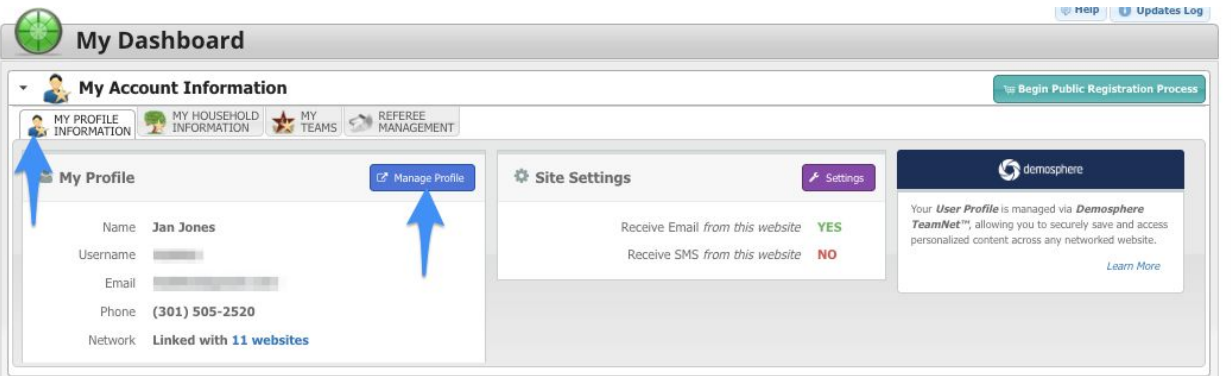 Help
Updates Log
My Dashboard
My Account Information
Begin Public Registration Process
MY PROFILE
INFORMATION
MY HOUSEHOLD
INFORMATION
MY
TEAMS
REFEREE
MANAGEMENT
My Profile
Manage Profile
Name Jan Jones
Username
Email
Phone (301) 505-2520
Network Linked with 11 websites
Site Settings
Settings
Receive Email from this website YES
Receive SMS from this website NO
demosphere
Your User Profile is managed via Demosphere
TeamNet™, allowing you to securely save and access
personalized content across any networked website.
Learn More